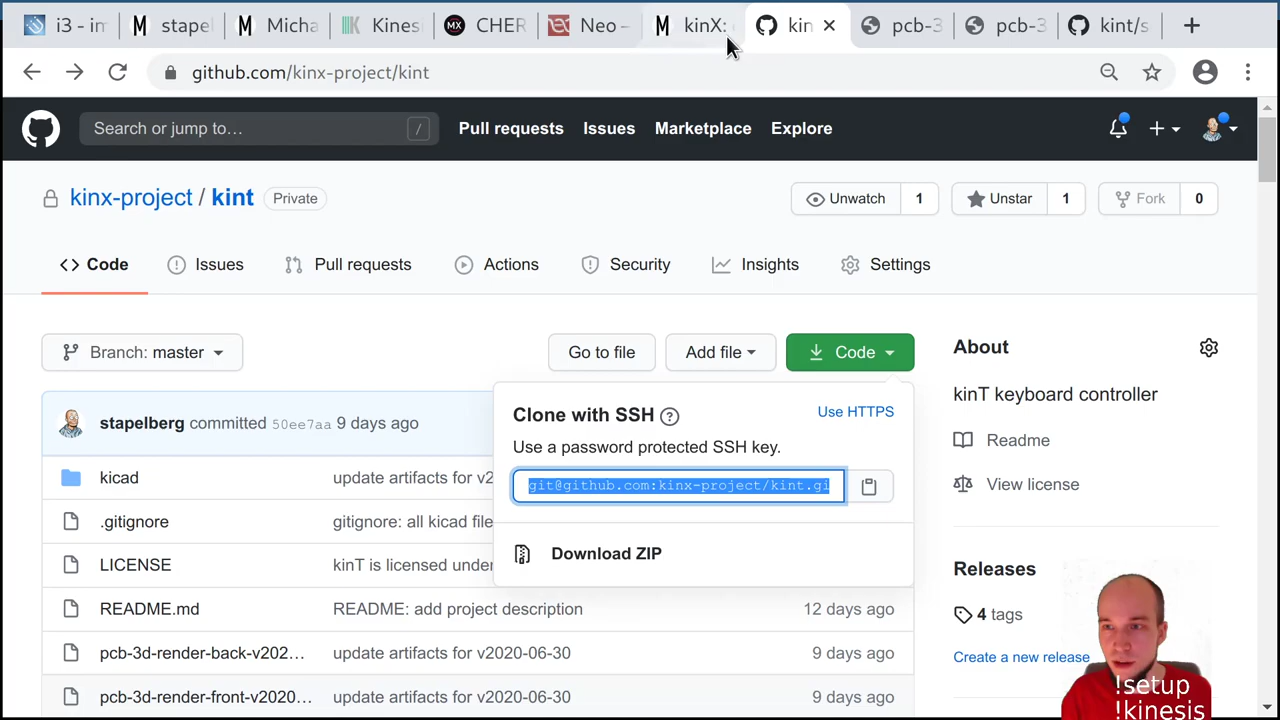 i3 – im
stapel
Micha
Kinesi
CHER
Neo –
kinX:
kin
pcb-3
pcb-3
kint/s
github.com/kinx-project/kint
Search or jump to…
/
Pull requests
Issues
Marketplace
Explore
kinx-project / kint
Private
Unwatch 1
Unstar 1
Fork 0
Code
Issues
Pull requests
Actions
Security
Insights
Settings
Branch: master
Go to file
Add file
Code
About
kinT keyboard controller
Readme
View license
Releases
4 tags
Create a new release
stapelberg committed 50ee7aa 9 days ago
Clone with SSH ?
Use HTTPS
Use a password protected SSH key.
git@github.com:kinx-project/kint.gi
Download ZIP
kicad update artifacts for v2
.gitignore gitignore: all kicad file
LICENSE kinT is licensed under
README.md README: add project description 12 days ago
pcb-3d-render-back-v202… update artifacts for v2020-06-30 9 days ago
pcb-3d-render-front-v2020… update artifacts for v2020-06-30 9 days ago
!setup
!kinesis